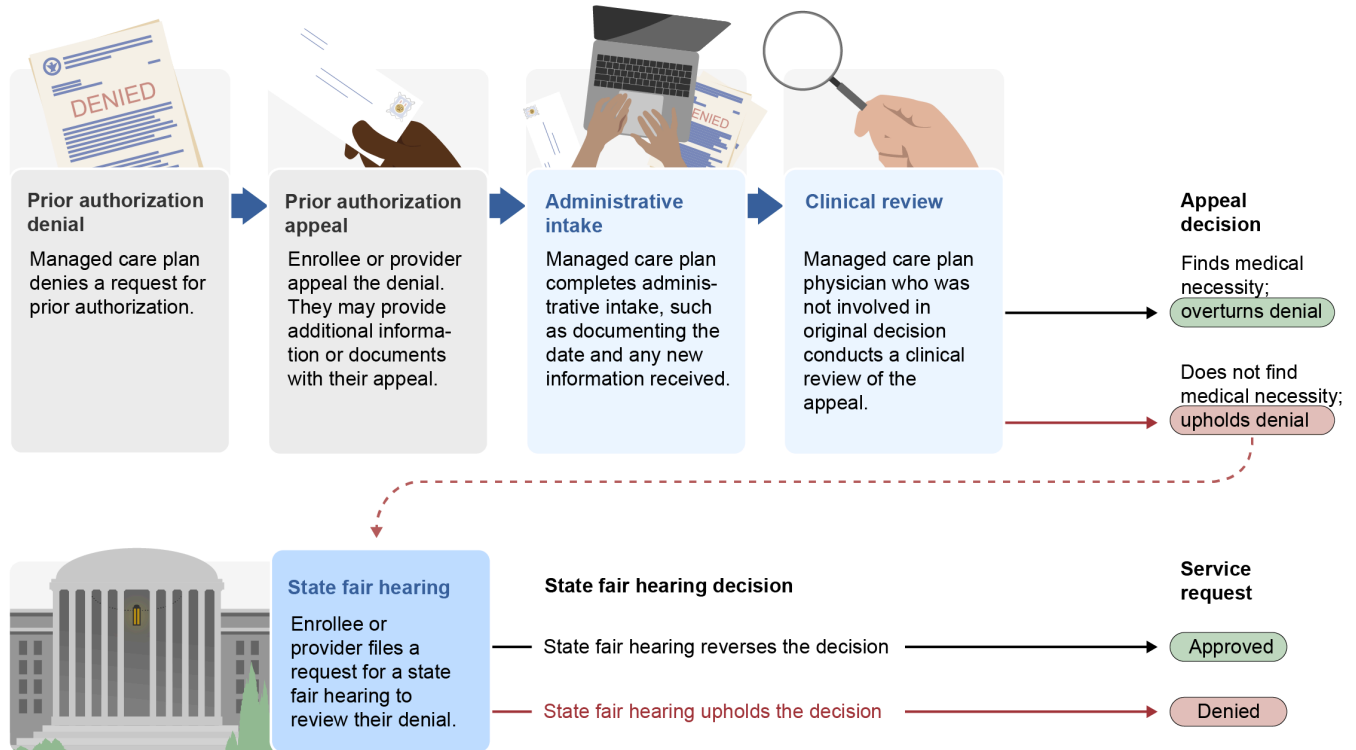 DENIED
DENIED
Prior authorization
denial
Managed care plan
denies a request for
prior authorization.
Prior authorization
appeal
Enrollee or provider
appeal the denial.
They may provide
additional informa-
tion or documents
with their appeal.
Administrative
intake
Managed care plan
completes adminis-
trative intake, such
as documenting the
date and any new
information received.
Clinical review
Managed care plan
physician who was
not involved in
original decision
conducts a clinical
review of the
appeal.
Appeal
decision
Finds medical
necessity;
overturns denial
Does not find
medical necessity;
upholds denial
State fair hearing
Enrollee or
provider files a
request for a state
fair hearing to
review their denial.
State fair hearing decision
State fair hearing reverses the decision
State fair hearing upholds the decision
Service
request
Approved
Denied